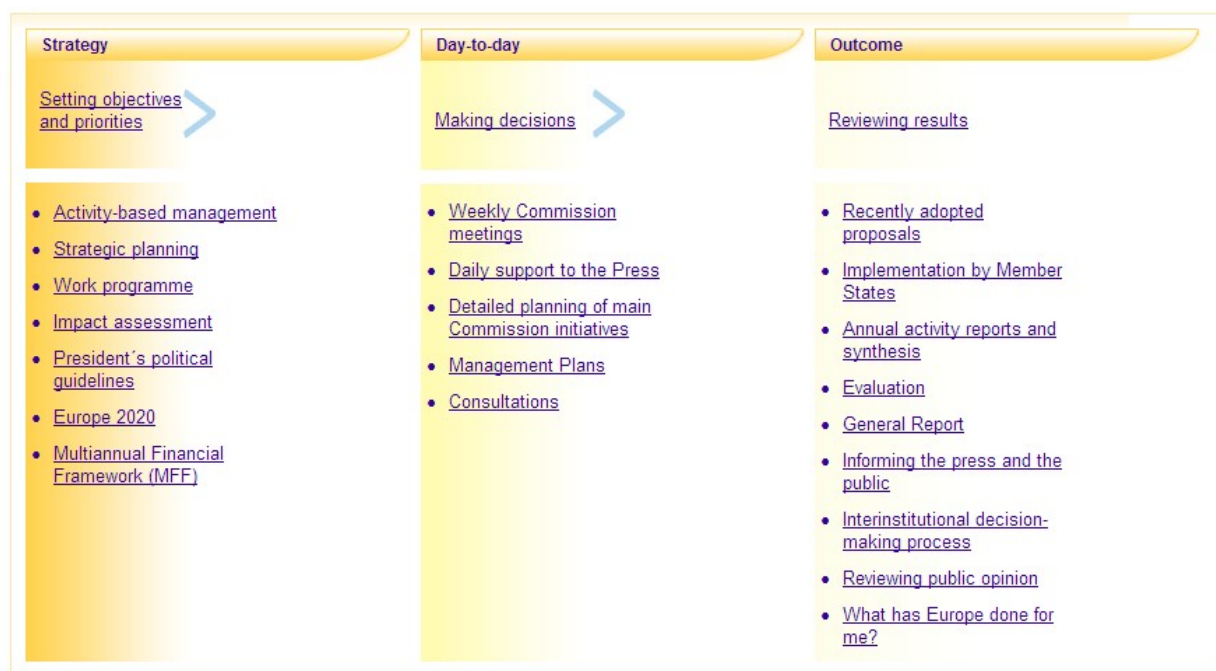 Strategy
Setting objectives
and priorities
Activity-based management
Strategic planning
Work programme
Impact assessment
President´s political
guidelines
Europe 2020
Multiannual Financial
Framework (MFF)
Day-to-day
Making decisions
Weekly Commission
meetings
Daily support to the Press
Detailed planning of main
Commission initiatives
Management Plans
Consultations
Outcome
Reviewing results
Recently adopted
proposals
Implementation by Member
States
Annual activity reports and
synthesis
Evaluation
General Report
Informing the press and the
public
Interinstitutional decision-
making process
Reviewing public opinion
What has Europe done for
me?